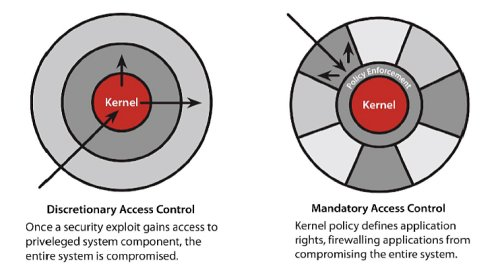 Kernel
Policy Enforcement
Kernel
Discretionary Access Control
Once a security exploit gains access to
priveleged system component, the
entire system is compromised.
Mandatory Access Control
Kernel policy defines application
rights, firewalling applications from
compromising the entire system.